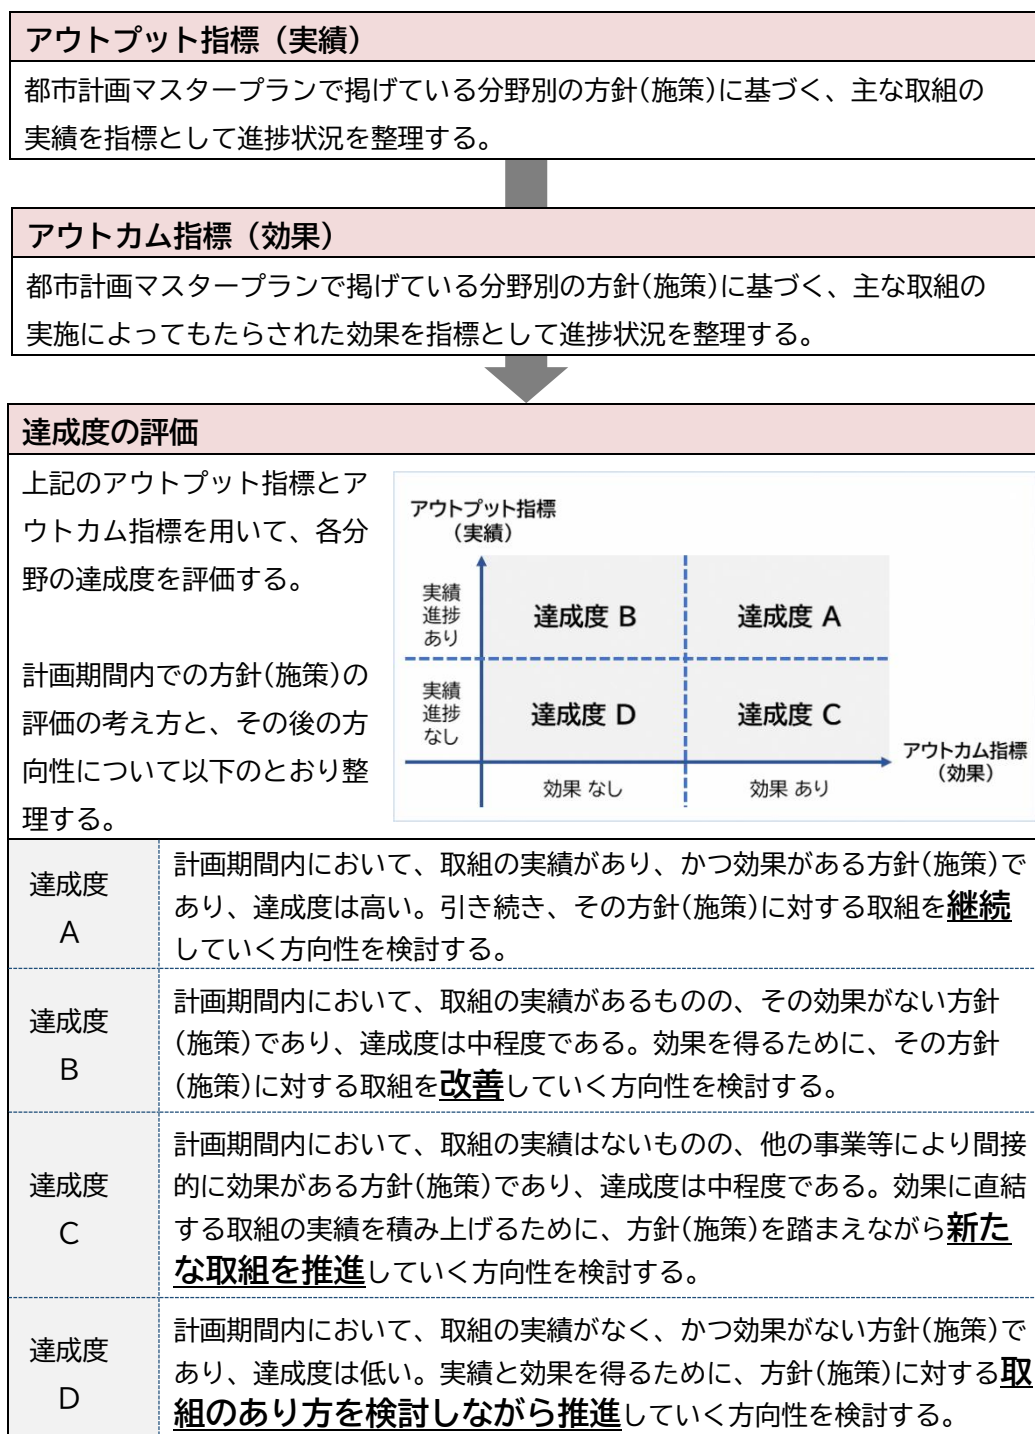 アウトプット指標（実績）
都市計画マスタープランで掲げている分野別の方針(施策)に基づく、主な取組の
実績を指標として進捗状況を整理する。
アウトカム指標（効果）
都市計画マスタープランで掲げている分野別の方針(施策)に基づく、主な取組の
実施によってもたらされた効果を指標として進捗状況を整理する。
達成度の評価
上記のアウトプット指標とア
ウトカム指標を用いて、各分
野の達成度を評価する。
計画期間内での方針(施策)の
評価の考え方と、その後の方
向性について以下のとおり整
理する。
アウトプット指標
（実績）
実績
進捗
あり
達成度 B
達成度 A
実績
進捗
なし
達成度 D
達成度 C
アウトカム指標
（効果）
効果 なし
効果 あり
達成度
A
計画期間内において、取組の実績があり、かつ効果がある方針(施策)で
あり、達成度は高い。引き続き、その方針(施策)に対する取組を継続
していく方向性を検討する。
達成度
B
計画期間内において、取組の実績があるものの、その効果がない方針
(施策)であり、達成度は中程度である。効果を得るために、その方針
(施策)に対する取組を改善していく方向性を検討する。
達成度
C
計画期間内において、取組の実績はないものの、他の事業等により間接
的に効果がある方針(施策)であり、達成度は中程度である。効果に直結
する取組の実績を積み上げるために、方針(施策)を踏まえながら新た
な取組を推進していく方向性を検討する。
達成度
D
計画期間内において、取組の実績がなく、かつ効果がない方針(施策)で
あり、達成度は低い。実績と効果を得るために、方針(施策)に対する取
組のあり方を検討しながら推進していく方向性を検討する。